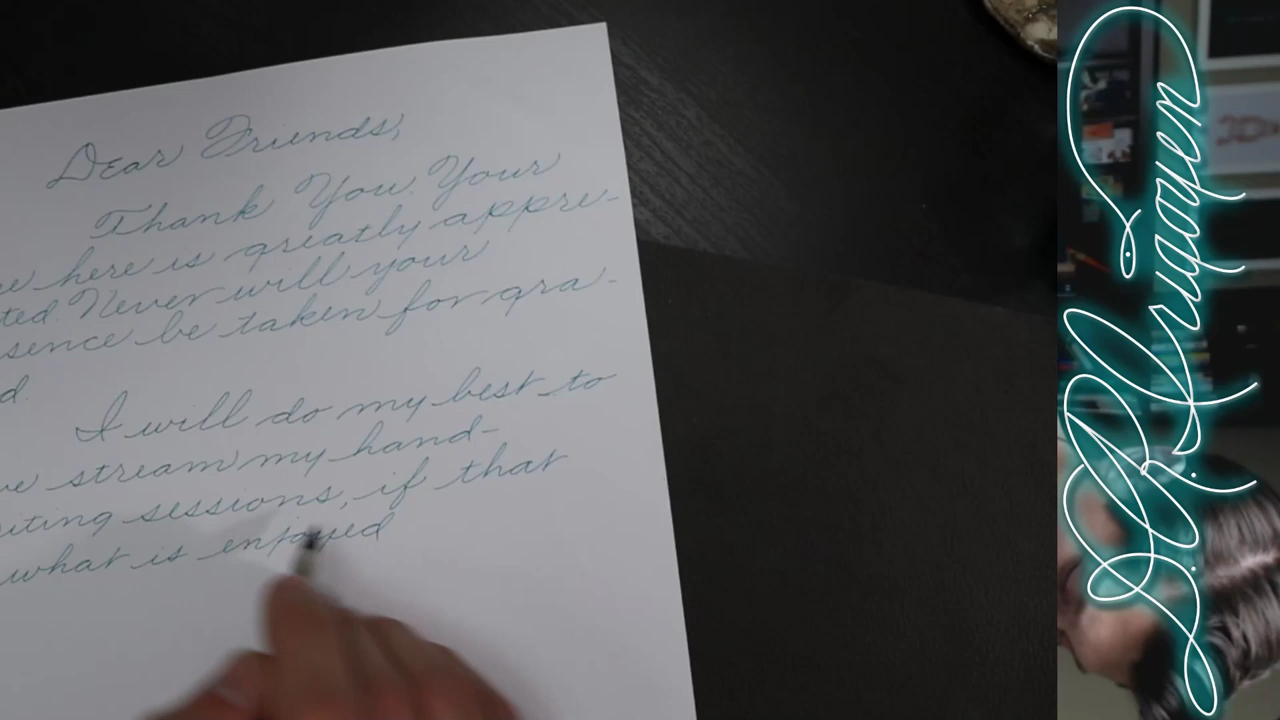 Dear Friends,
Thank You. Your
here is greatly appre-
ted. Never will your
sence be taken for gra-
d.
I will do my best to
ve stream my hand-
iting sessions, if that
what is enjoyed